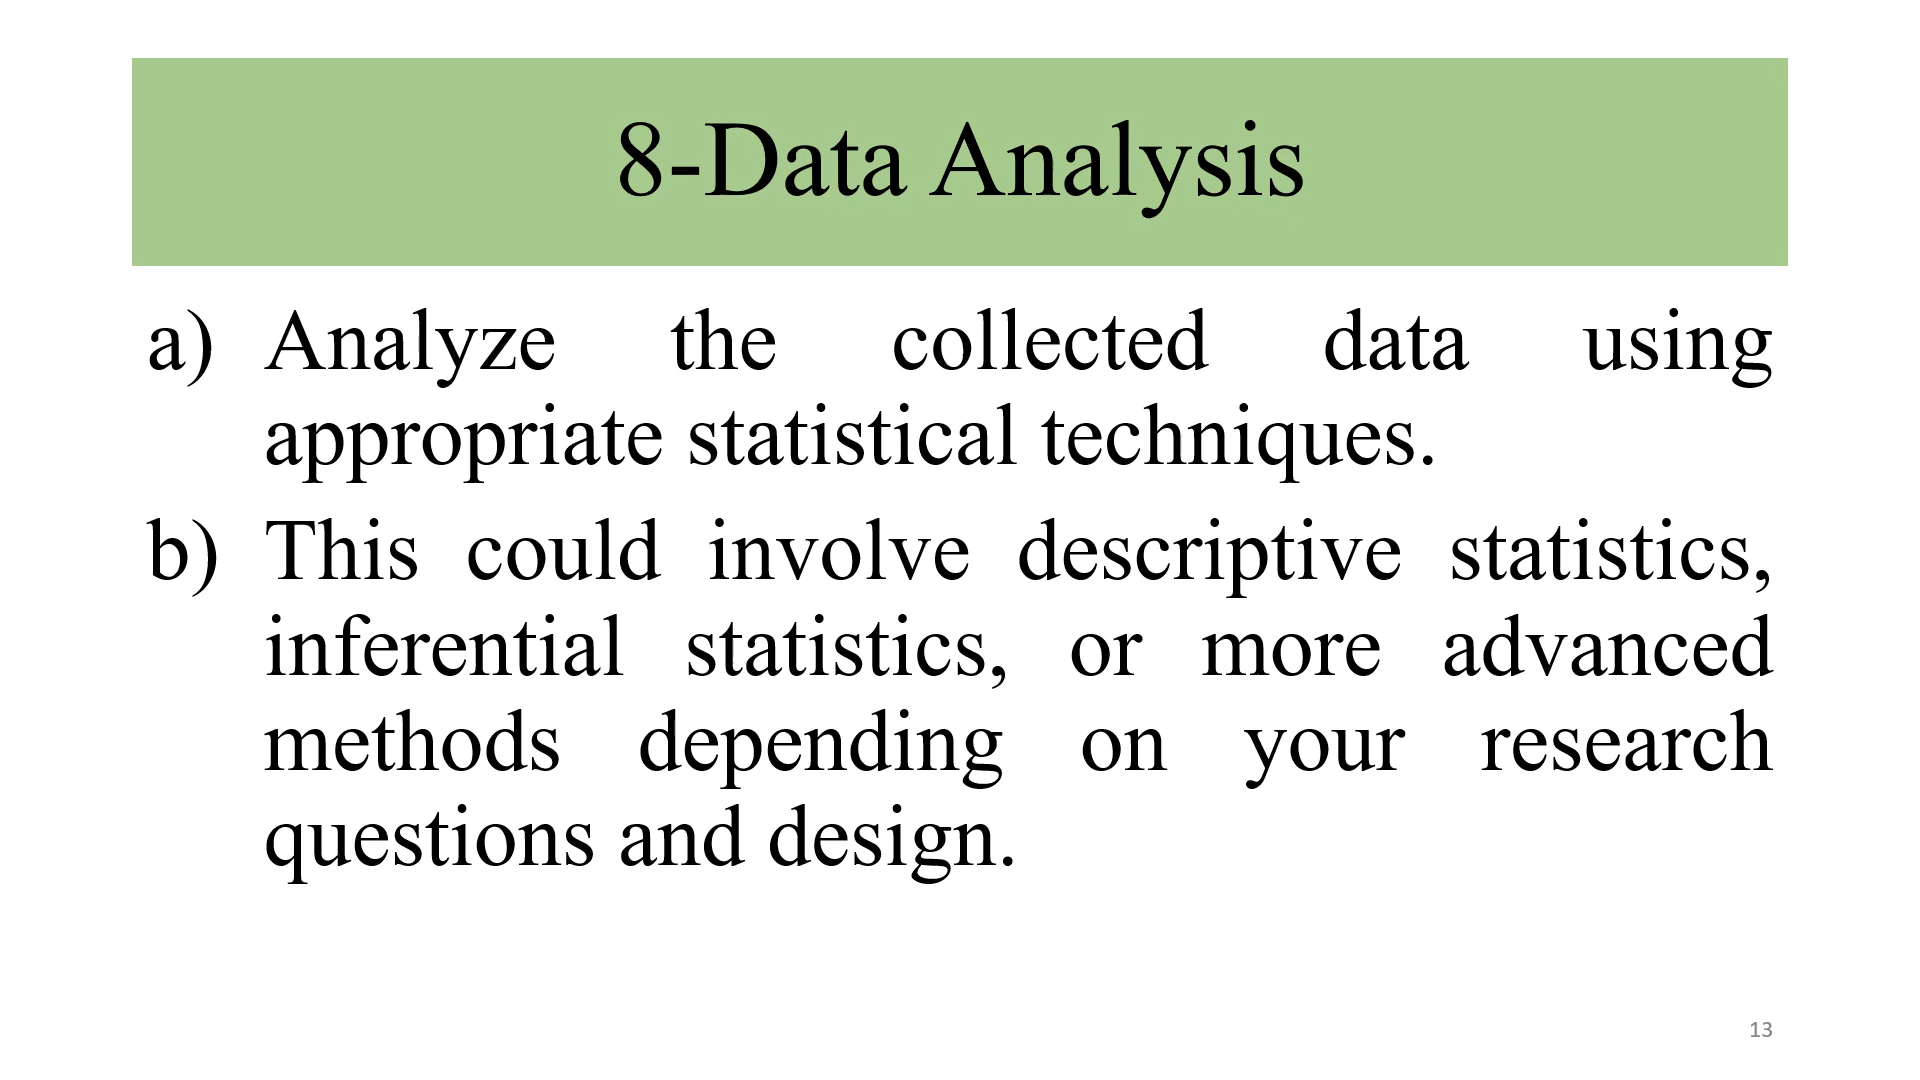 8-Data Analysis
a) Analyze the collected data using
appropriate statistical techniques.
b) This could involve descriptive statistics,
inferential statistics, or more advanced
methods depending on your research
questions and design.
13